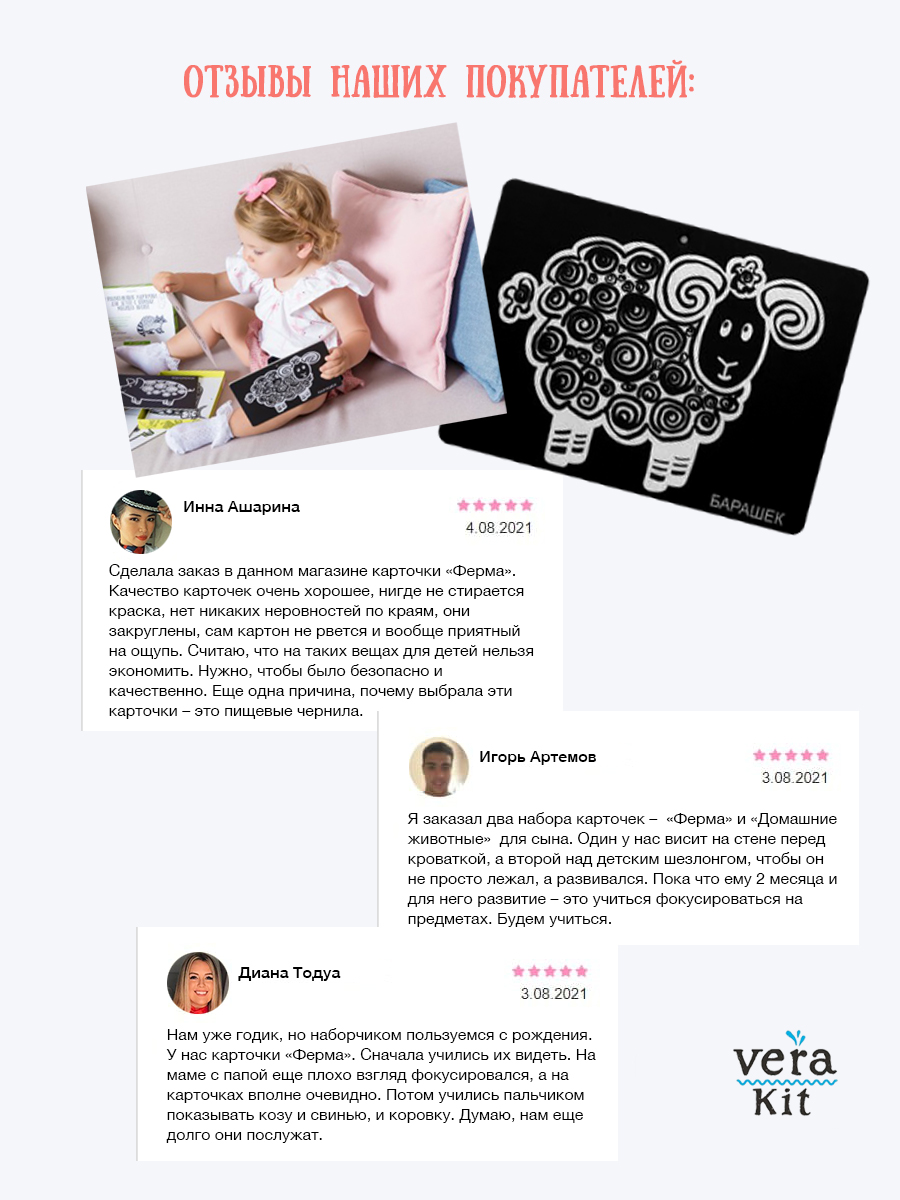 ОТЗЫВЫ НАШИХ ПОКУПАТЕЛЕЙ:
БАРАШЕК
Инна Ашарина
4.08.2021
Сделала заказ в данном магазине карточки «Ферма».
Качество карточек очень хорошее, нигде не стирается
краска, нет никаких неровностей по краям, они
закруглены, сам картон не рвется и вообще приятный
на ощупь. Считаю, что на таких вещах для детей нельзя
экономить. Нужно, чтобы было безопасно и
качественно. Еще одна причина, почему выбрала эти
карточки – это пищевые чернила.
Игорь Артемов
3.08.2021
Я заказал два набора карточек – «Ферма» и «Домашние
животные» для сына. Один у нас висит на стене перед
кроваткой, а второй над детским шезлонгом, чтобы он
не просто лежал, а развивался. Пока что ему 2 месяца и
для него развитие – это учиться фокусироваться на
предметах. Будем учиться.
Диана Тодуа
3.08.2021
Нам уже годик, но наборчиком пользуемся с рождения.
У нас карточки «Ферма». Сначала учились их видеть. На
маме с папой еще плохо взгляд фокусировался, а на
карточках вполне очевидно. Потом учились пальчиком
показывать козу и свинью, и коровку. Думаю, нам еще
долго они послужат.
vera
kit